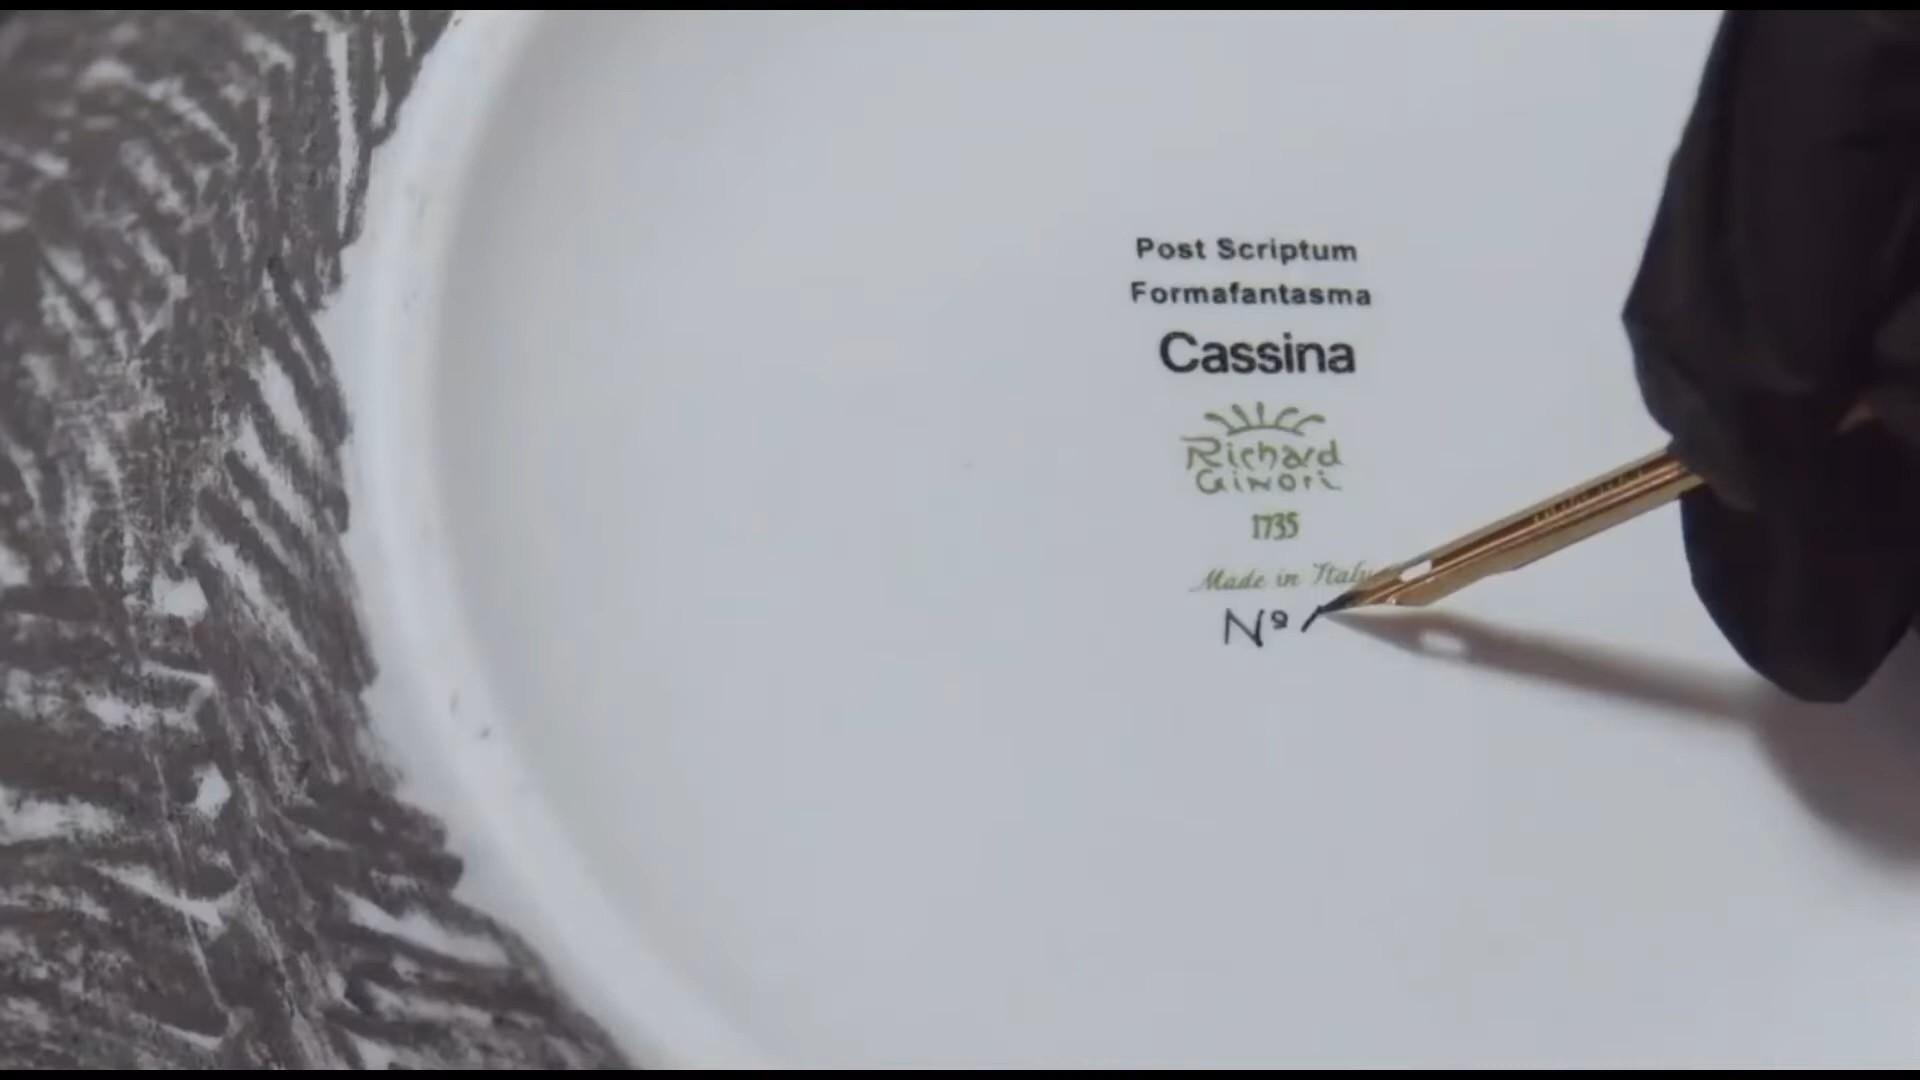 Post Scriptum
Formafantasma
Cassina
Richard
Ginori
1735
Made in Italy
Nº